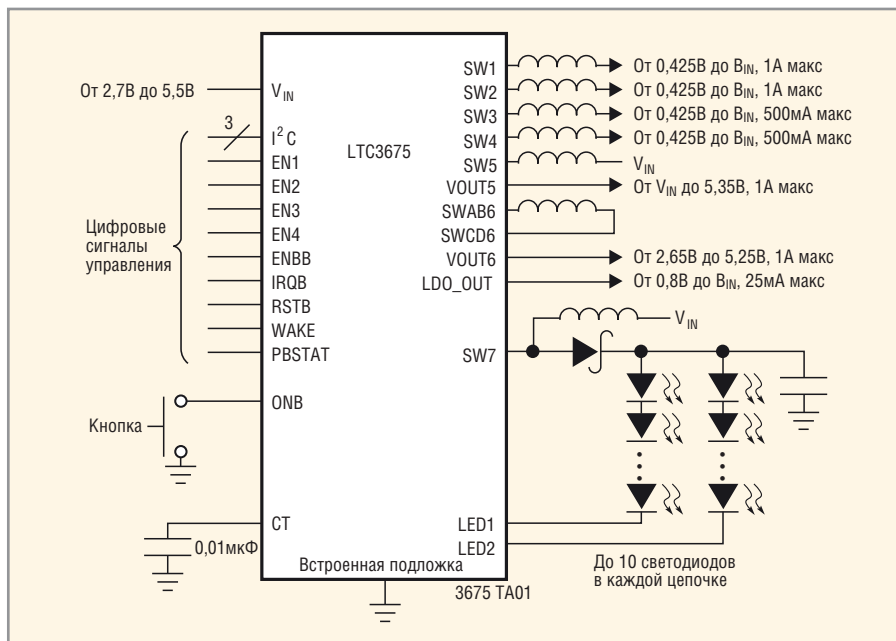 От 2,7В до 5,5В
V_IN
3
I²C
EN1
EN2
EN3
EN4
ENBB
IRQB
RSTB
WAKE
PBSTAT
Цифровые
сигналы
управления
Кнопка
ONB
CT
0,01мкФ
LTC3675
Встроенная подложка
3675 TA01
SW1
От 0,425В до В_IN, 1А макс
SW2
От 0,425В до В_IN, 1А макс
SW3
От 0,425В до В_IN, 500мА макс
SW4
От 0,425В до В_IN, 500мА макс
SW5
V_IN
VOUT5
От V_IN до 5,35В, 1А макс
SWAB6
SWCD6
VOUT6
От 2,65В до 5,25В, 1А макс
LDO_OUT
От 0,8В до В_IN, 25мА макс
V_IN
SW7
LED1
LED2
До 10 светодиодов
в каждой цепочке